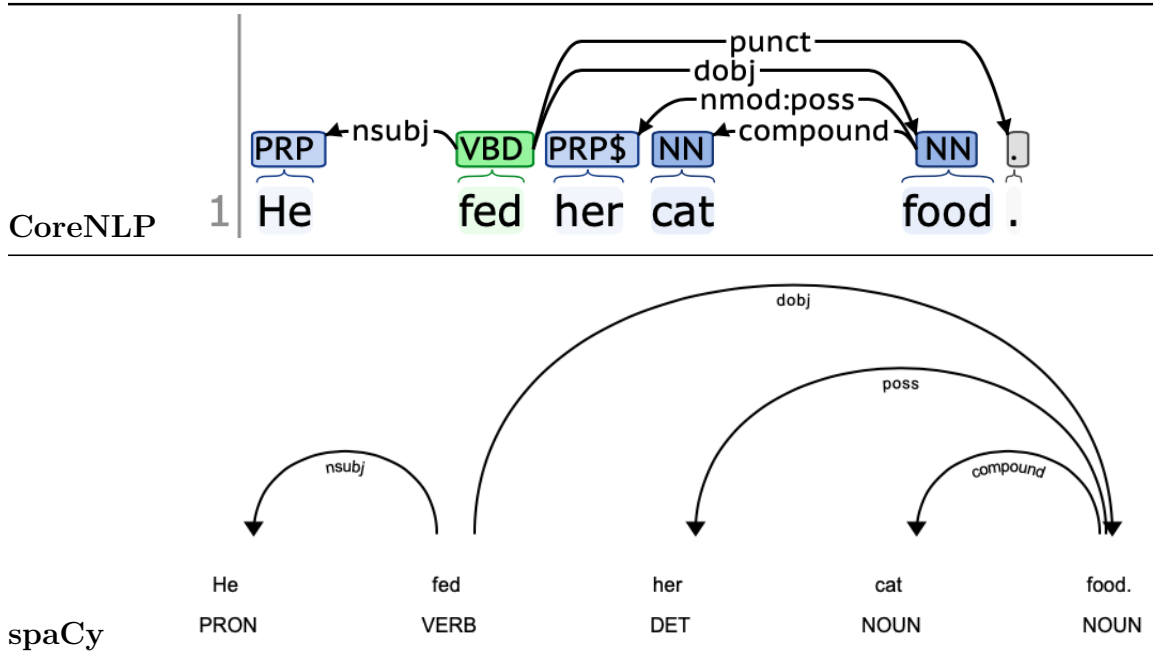 punct
dobj
nmod:poss
nsubj compound
PRP VBD PRP$ NN NN .
CoreNLP 1 He fed her cat food .
dobj
poss
nsubj compound
He fed her cat food.
spaCy PRON VERB DET NOUN NOUN